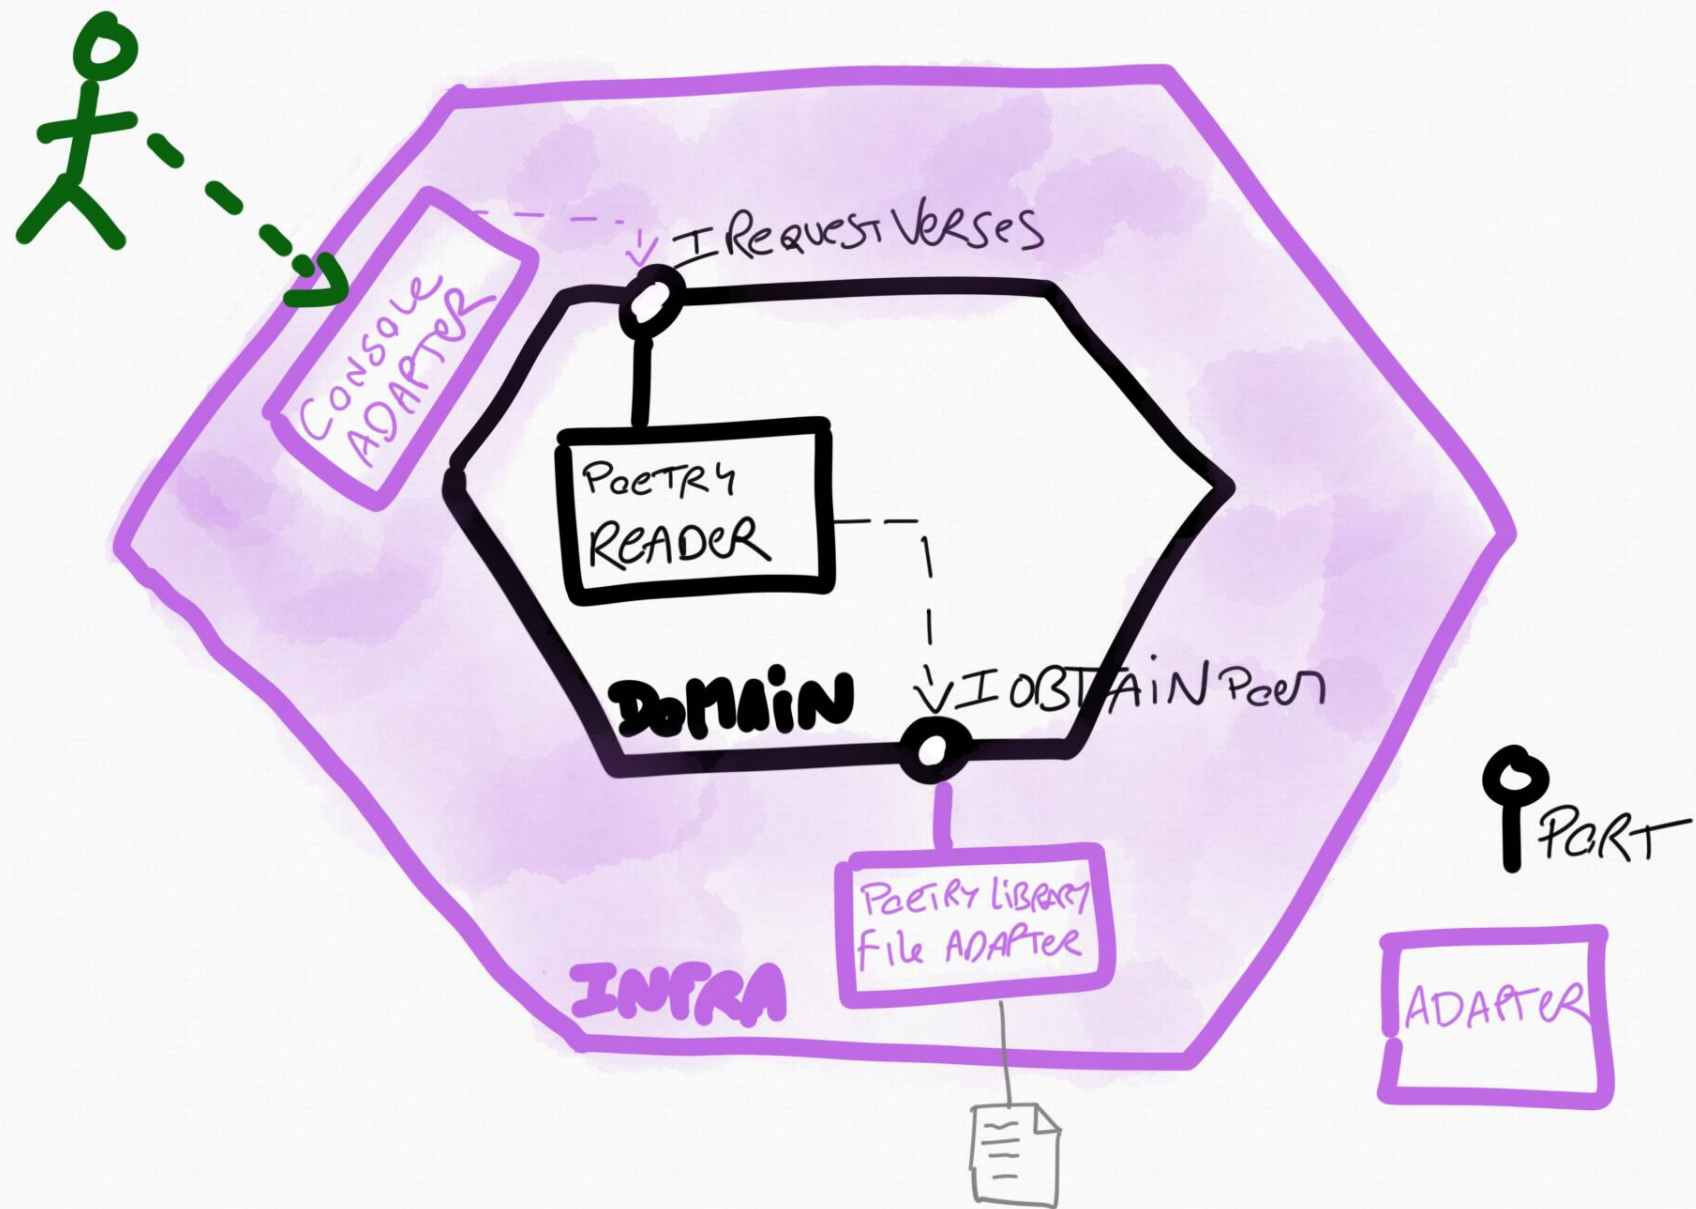 IRequestVerses
CONSOLE
ADAPTER
POETRY
READER
DOMAIN
IOBTAINPoem
PORT
POETRY LIBRARY
FILE ADAPTER
INFRA
ADAPTER